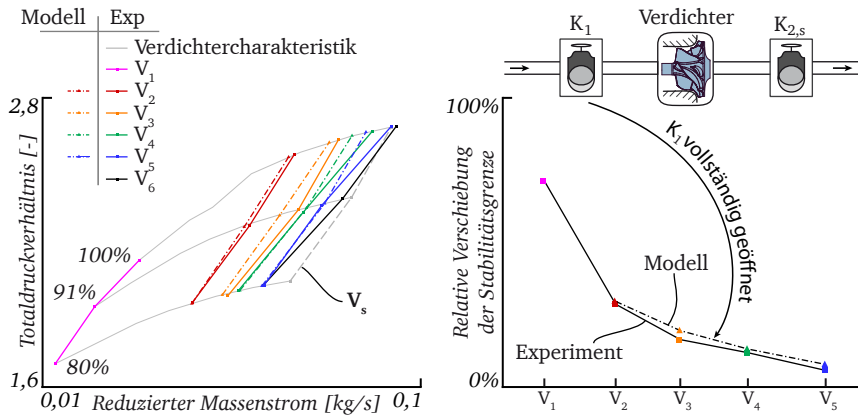 Modell Exp
Verdichtercharakteristik
V1
V2
V3
V4
V5
V6
2,8
Totaldruckverhältnis [-]
1,6
100%
91%
80%
Vs
0,01 Reduzierter Massenstrom [kg/s] 0,1
K1 Verdichter K2,s
100%
Relative Verschiebung
der Stabilitätsgrenze
0%
K1 vollständig geöffnet
Modell
Experiment
V1 V2 V3 V4 V5